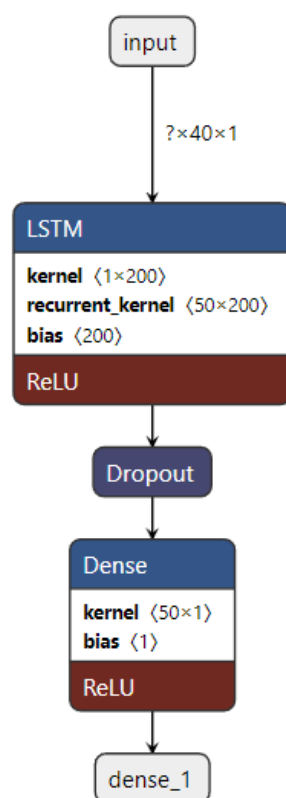 input
?×40×1
LSTM
kernel ⟨1×200⟩
recurrent_kernel ⟨50×200⟩
bias ⟨200⟩
ReLU
Dropout
Dense
kernel ⟨50×1⟩
bias ⟨1⟩
ReLU
dense_1